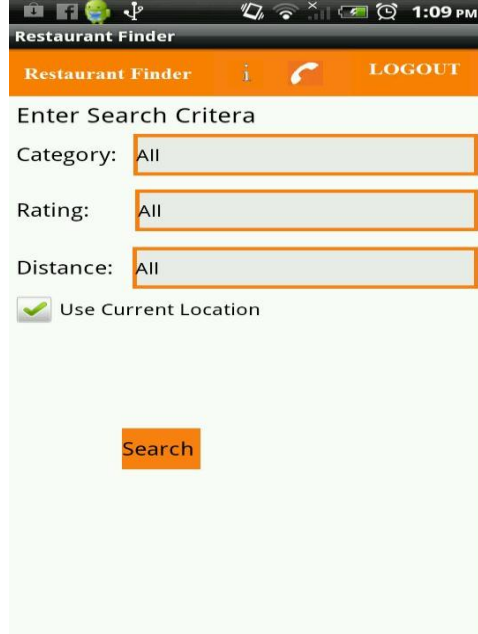 1:09 PM
Restaurant Finder
Restaurant Finder i LOGOUT
Enter Search Critera
Category: All
Rating: All
Distance: All
Use Current Location
Search